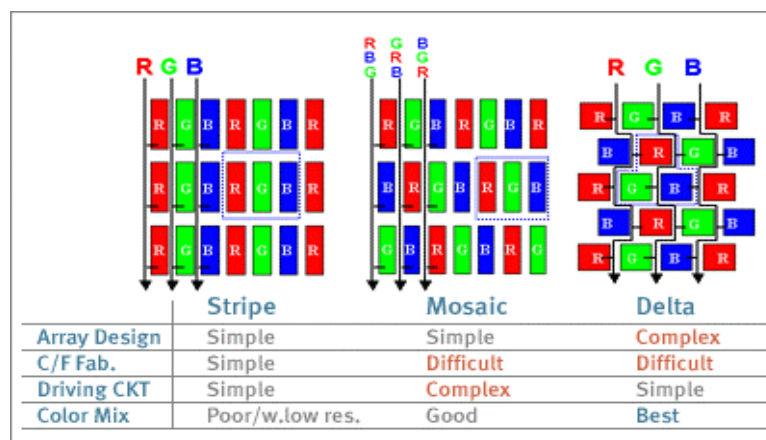 R G B
R G B
B G R
G R B
R G B
R G B R G B R
R G B R G B R
R G B R G B R
R G B R G B R
B R G B R G B
G B R G B R G
R G B R
B R G B
R G B R
B R G B
R G B R
Stripe Mosaic Delta
Array Design Simple Simple Complex
C/F Fab. Simple Difficult Difficult
Driving CKT Simple Complex Simple
Color Mix Poor/w.low res. Good Best